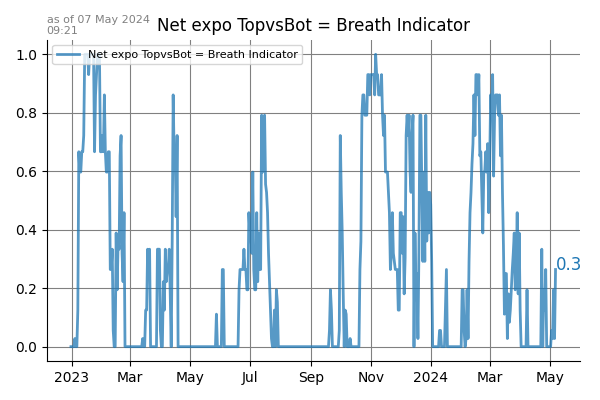 as of 07 May 2024
09:21
Net expo TopvsBot = Breath Indicator
Net expo TopvsBot = Breath Indicator
1.0
0.8
0.6
0.4
0.2
0.0
0.3
2023 Mar May Jul Sep Nov 2024 Mar May